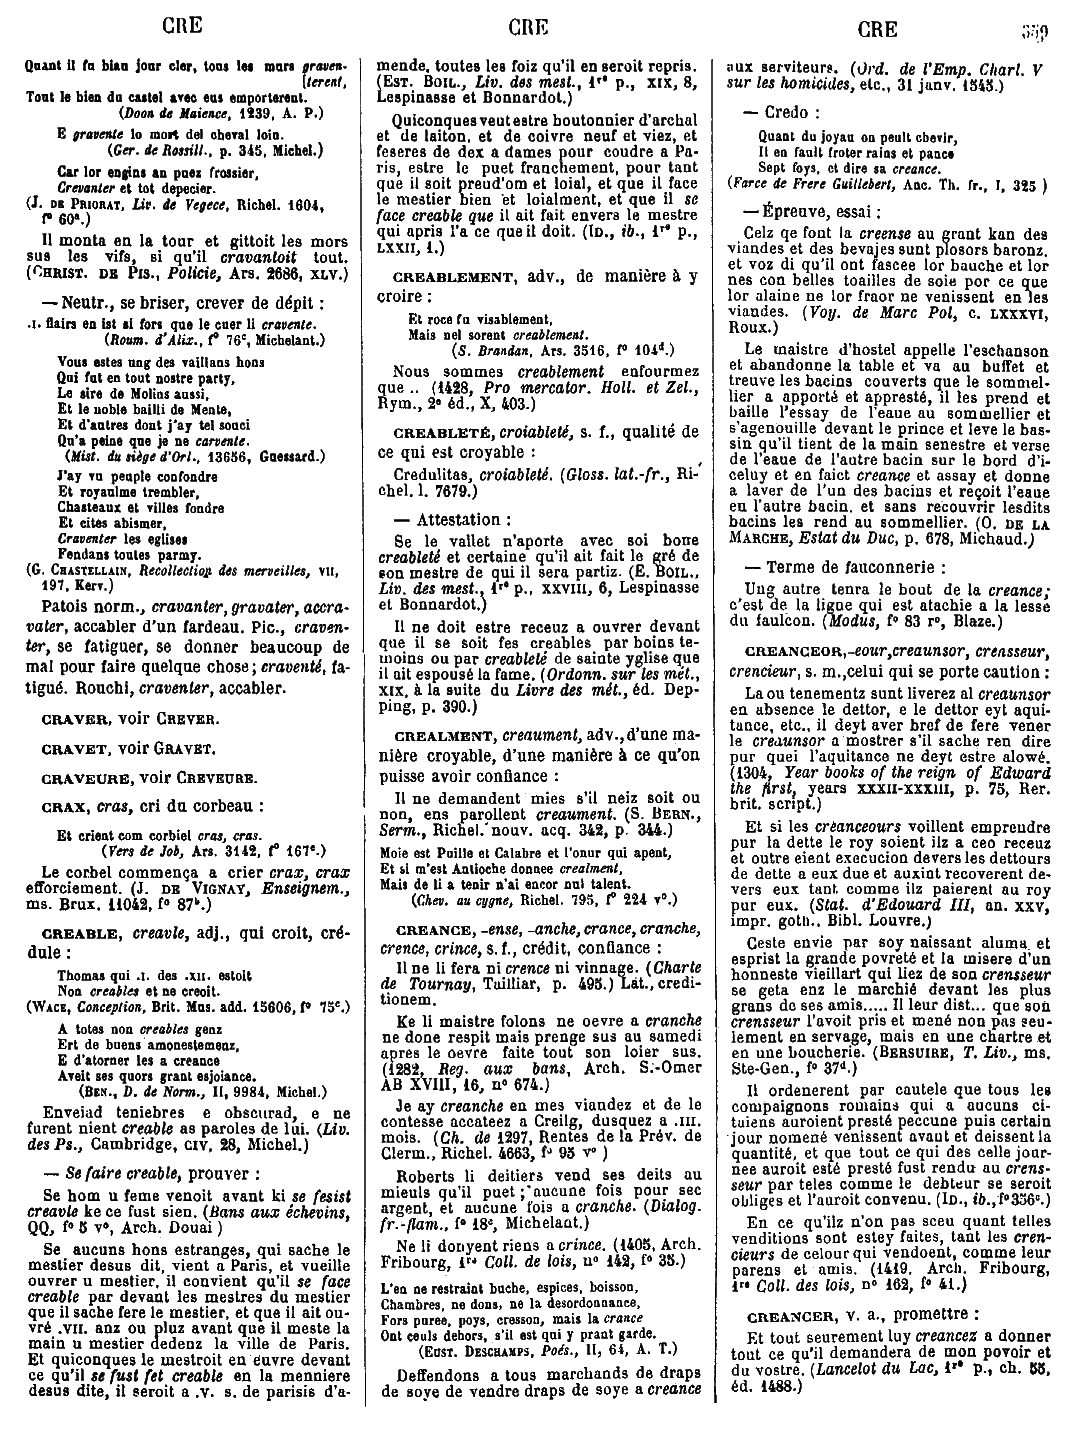 CRE
CRE
CRE
359
Quant il fu biau jour cler, tous les murs graven-
[terent,
Tout le bien du castel avec eus emporterent.
(Doon de Maience, 1239, A. P.)
E gravente lo mort del cheval loin.
(Ger. de Rossill., p. 345, Michel.)
Car lor engins an puez frossier,
Crevanter et tot depecier.
(J. DE PRIORAT, Liv. de Vegece, Richel. 1604,
f° 60ª.)
Il monta en la tour et gittoit les mors
sus les vifs, si qu'il cravantoit tout.
(CHRIST. DE PIS., Policie, Ars. 2686, XLV.)
— Neutr., se briser, crever de dépit :
.I. flairs en ist si fors que le cuer li cravente.
(Roum. d'Alix., f° 76ᶜ, Michelant.)
Vous estes ung des vaillans hons
Qui fut en tout nostre party,
Le sire de Molins aussi,
Et le noble bailli de Mente,
Et d'autres dont j'ay tel souci
Qu'a peine que je ne carvente.
(Mist. du siège d'Orl., 13656, Guessard.)
J'ay vu peuple confondre
Et royaulme trembler,
Chasteaux et villes fondre
Et cites abismer,
Craventer les eglises
Fendans toutes parmy.
(G. CHASTELLAIN, Recollection des merveilles, VII,
197, Kerv.)
Patois norm., cravanter, gravater, accra-
vater, accabler d'un fardeau. Pic., craven-
ter, se fatiguer, se donner beaucoup de
mal pour faire quelque chose ; craventé, fa-
tigué. Rouchi, craventer, accabler.
CRAVER, voir CREVER.
CRAVET, voir GRAVET.
CRAVEURE, voir CREVEURE.
CRAX, cras, cri du corbeau :
Et crient com corbiel cras, cras.
(Vers de Job, Ars. 3142, f° 167ᵉ.)
Le corbel commença a crier crax, crax
efforciement. (J. DE VIGNAY, Enseignem.,
ms. Brux. 11042, f° 87ᵇ.)
CREABLE, creavle, adj., qui croit, cré-
dule :
Thomas qui .I. des .XII. estoit
Non creables et ne creoit.
(WACE, Conception, Brit. Mus. add. 15606, f° 75ᶜ.)
A totes non creables genz
Ert de buens amonestemenz,
E d'atorner les a creance
Aveit ses quors grant esjoiance.
(BEN., D. de Norm., II, 9984, Michel.)
Enveiad teniebres e obscurad, e ne
furent nient creable as paroles de lui. (Liv.
des Ps., Cambridge, CIV, 28, Michel.)
— Se faire creable, prouver :
Se hom u feme venoit avant ki se fesist
creavle ke ce fust sien. (Bans aux échevins,
QQ, f° 5 v°, Arch. Douai)
Se aucuns hons estranges, qui sache le
mestier desus dit, vient a Paris, et vueille
ouvrer u mestier, il convient qu'il se face
creable par devant les mestres du mestier
que il sache fere le mestier, et que il ait ou-
vré .VII. anz ou pluz avant que il meste la
main u mestier dedenz la ville de Paris.
Et quiconques le mestroit en euvre devant
ce qu'il se fust fet creable en la menniere
desus dite, il seroit a .V. s. de parisis d'a-
mende, toutes les foiz qu'il en seroit repris.
(EST. BOIL., Liv. des mest., 1ʳᵉ p., XIX, 8,
Lespinasse et Bonnardot.)
Quiconques veut estre boutonnier d'archal
et de laiton, et de coivre neuf et viez, et
feseres de dex a dames pour coudre a Pa-
ris, estre le puet franchement, pour tant
que il soit preud'om et loial, et que il face
le mestier bien et loialment, et que il se
face creable que il ait fait envers le mestre
qui apris l'a ce que il doit. (ID., ib., 1ʳᵉ p.,
LXXII, 1.)
CREABLEMENT, adv., de manière à y
croire :
Et roce fu visablement,
Mais nel sorent creablement.
(S. Brandan, Ars. 3516, f° 104ᵈ.)
Nous sommes creablement enfourmez
que .. (1428, Pro mercator. Holl. et Zel.,
Rym., 2ᵉ éd., X, 403.)
CREABLETÉ, croiableté, s. f., qualité de
ce qui est croyable :
Credulitas, croiableté. (Gloss. lat.-fr., Ri-
chel. l. 7679.)
— Attestation :
Se le vallet n'aporte avec soi bone
creableté et certaine qu'il ait fait le gré de
son mestre de qui il sera partiz. (E. BOIL.,
Liv. des mest., 1ʳᵉ p., XXVIII, 6, Lespinasse
et Bonnardot.)
Il ne doit estre receuz a ouvrer devant
que il se soit fes creables par boins te-
moins ou par creableté de sainte yglise que
il ait espousé la fame. (Ordonn. sur les mét.,
XIX, à la suite du Livre des mét., éd. Dep-
ping, p. 390.)
CREALMENT, creaument, adv., d'une ma-
nière croyable, d'une manière à ce qu'on
puisse avoir confiance :
Il ne demandent mies s'il neiz soit ou
non, ens parollent creaument. (S. BERN.,
Serm., Richel. nouv. acq. 342, p. 344.)
Moie est Puille et Calabre et l'onur qui apent,
Et si m'est Antioche donnee crealment,
Mais de li a tenir n'ai encor nul talent.
(Chev. au cygne, Richel. 795, f° 224 v°.)
CREANCE, -ense, -anche, crance, cranche,
crence, crince, s. f., crédit, confiance :
Il ne li fera ni crence ni vinnage. (Charte
de Tournay, Tailliar, p. 495.) Lat., credi-
tionem.
Ke li maistre folons ne oevre a cranche
ne done respit mais prenge sus au samedi
apres le oevre faite tout son loier sus.
(1282, Reg. aux bans, Arch. S.-Omer
AB XVIII, 16, n° 674.)
Je ay creanche en mes viandez et de le
contesse accateez a Creilg, dusquez a .III.
mois. (Ch. de 1297, Rentes de la Prév. de
Clerm., Richel. 4663, f° 95 v°)
Roberts li deitiers vend ses deits au
mieuls qu'il puet ; aucune fois pour sec
argent, et aucune fois a cranche. (Dialog.
fr.-flam., f° 18ᶜ, Michelant.)
Ne li donyent riens a crince. (1405, Arch.
Fribourg, 1ʳᵉ Coll. de lois, n° 142, f° 35.)
L'en ne restraint buche, espices, boisson,
Chambres, ne dons, ne la desordonnance,
Fors puree, poys, cresson, mais la crance
Ont ceuls dehors, s'il est qui y prant garde.
(EUST. DESCHAMPS, Poés., II, 64, A. T.)
Deffendons a tous marchands de draps
de soye de vendre draps de soye a creance
aux serviteurs. (Ord. de l'Emp. Charl. V
sur les homicides, etc., 31 janv. 1545.)
— Credo :
Quant du joyau on peult chevir,
Il en fault froter rains et pance
Sept foys, et dire sa creance.
(Farce de Frere Guillebert, Anc. Th. fr., I, 325)
— Épreuve, essai :
Celz qe font la creense au grant kan des
viandes et des bevajes sunt plosors baronz.
et voz di qu'il ont fascee lor bauche et lor
nes con belles toailles de soie por ce que
lor alaine ne lor fraor ne venissent en les
viandes. (Voy. de Marc Pol, c. LXXXVI,
Roux.)
Le maistre d'hostel appelle l'eschanson
et abandonne la table et va au buffet et
treuve les bacins couverts que le sommel-
lier a apporté et appresté, il les prend et
baille l'essay de l'eaue au sommellier et
s'agenouille devant le prince et leve le bas-
sin qu'il tient de la main senestre et verse
de l'eaue de l'autre bacin sur le bord d'i-
celuy et en faict creance et assay et donne
a laver de l'un des bacins et reçoit l'eaue
en l'autre bacin, et sans recouvrir lesdits
bacins les rend au sommellier. (O. DE LA
MARCHE, Estat du Duc, p. 678, Michaud.)
— Terme de fauconnerie :
Ung autre tenra le bout de la creance;
c'est de la ligne qui est atachie a la lesse
du faulcon. (Modus, f° 83 r°, Blaze.)
CREANCEOR, -eour, creaunsor, crensseur,
crencieur, s. m., celui qui se porte caution :
La ou tenementz sunt liverez al creaunsor
en absence le dettor, e le dettor eyt aqui-
tance, etc., il deyt aver bref de fere vener
le creaunsor a mostrer s'il sache ren dire
pur quei l'aquitance ne deyt estre alowé.
(1304, Year books of the reign of Edward
the first, years XXXII-XXXIII, p. 75, Rer.
brit. script.)
Et si les créanceours voillent emprendre
pur la dette le roy soient ilz a ceo receuz
et outre eient execucion devers les dettours
de dette a eux due et auxint recoverent de-
vers eux tant comme ilz paierent au roy
pur eux. (Stat. d'Edouard III, an. XXV,
impr. goth., Bibl. Louvre.)
Ceste envie par soy naissant aluma et
esprist la grande povreté et la misere d'un
honneste vieillart qui liez de son crensseur
se geta enz le marchié devant les plus
grans de ses amis..... Il leur dist... que son
crensseur l'avoit pris et mené non pas seu-
lement en servage, mais en une chartre et
en une boucherie. (BERSUIRE, T. Liv., ms.
Ste-Gen., f° 37ᵈ.)
Il ordenerent par cautele que tous les
compaignons romains qui a aucuns ci-
tuiens auroient presté peccune puis certain
jour nomené venissent avant et deissent la
quantité, et que tout ce qui des celle jour-
nee auroit esté presté fust rendu au crens-
seur par teles comme le debteur se seroit
obligés et l'auroit convenu. (ID., ib., f° 356ᶜ.)
En ce qu'ilz n'on pas sceu quant telles
venditions sont estey faites, tant les cren-
cieurs de celour qui vendoent, comme leur
parens et amis. (1419, Arch. Fribourg,
1ʳᵉ Coll. des lois, n° 162, f° 41.)
CREANCER, v. a., promettre :
Et tout seurement luy creancez a donner
tout ce qu'il demandera de mon povoir et
du vostre. (Lancelot du Lac, 1ʳᵉ p., ch. 55,
éd. 1488.)